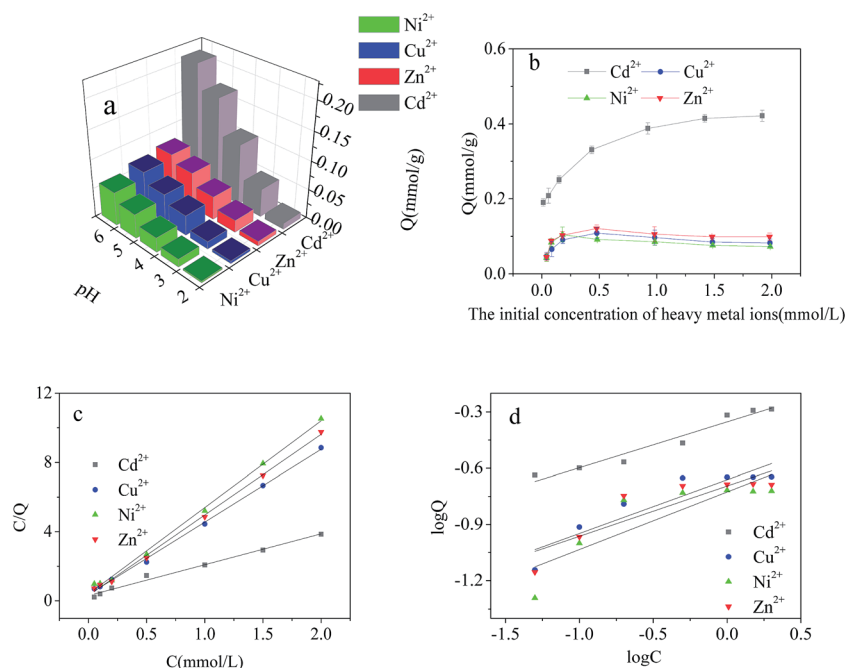 a
Ni²⁺
Cu²⁺
Zn²⁺
Cd²⁺
0.20
0.15
0.10
0.05
0.00
Q(mmol/g)
6
5
4
3
2
pH
Ni²⁺
Cu²⁺
Zn²⁺
Cd²⁺
b
Cd²⁺ Cu²⁺
Ni²⁺ Zn²⁺
0.6
0.4
0.2
0.0
Q(mmol/g)
0.0 0.5 1.0 1.5 2.0
The initial concentration of heavy metal ions(mmol/L)
c
Cd²⁺
Cu²⁺
Ni²⁺
Zn²⁺
12
8
4
0
C/Q
0.0 0.5 1.0 1.5 2.0
C(mmol/L)
d
-0.3
-0.6
-0.9
-1.2
logQ
Cd²⁺
Cu²⁺
Ni²⁺
Zn²⁺
-1.5 -1.0 -0.5 0.0 0.5
logC